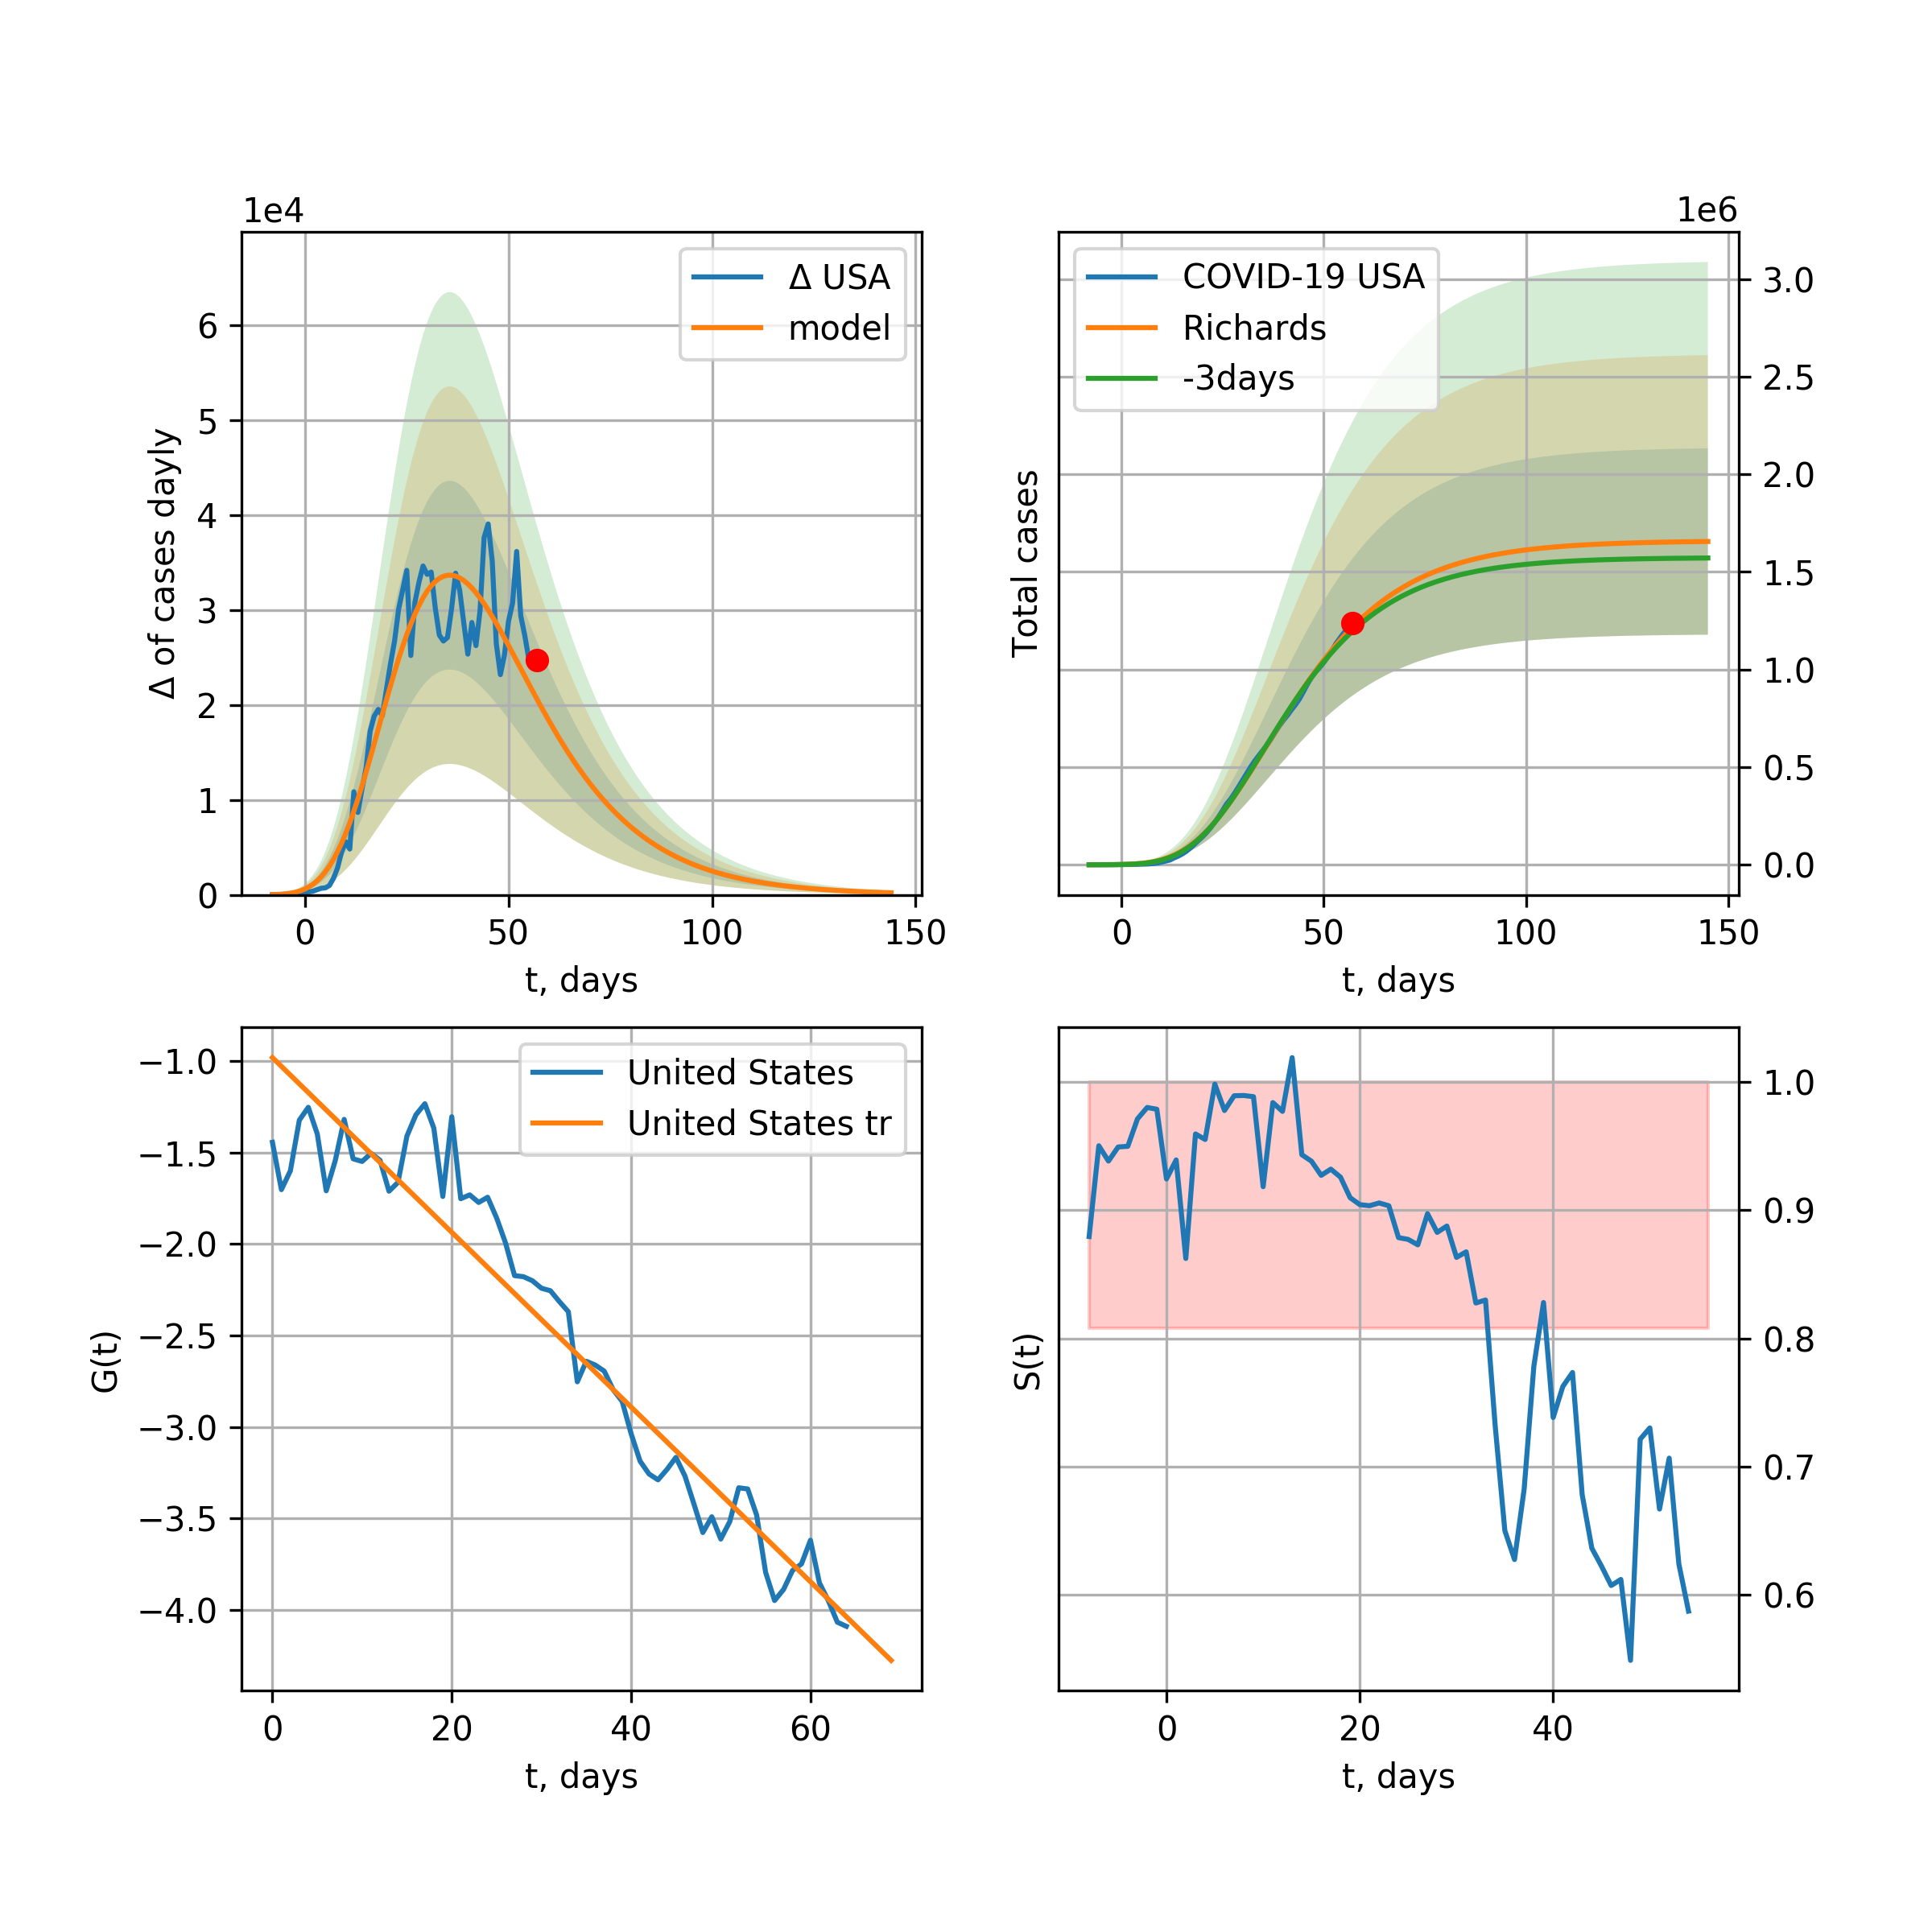 1e4
Δ USA
model
6
5
4
3
2
1
0
Δ of cases dayly
0 50 100 150
t, days
1e6
COVID-19 USA
Richards
-3days
3.0
2.5
2.0
1.5
1.0
0.5
0.0
Total cases
0 50 100 150
t, days
United States
United States tr
−1.0
−1.5
−2.0
−2.5
−3.0
−3.5
−4.0
G(t)
0 20 40 60
t, days
1.0
0.9
0.8
0.7
0.6
S(t)
0 20 40
t, days